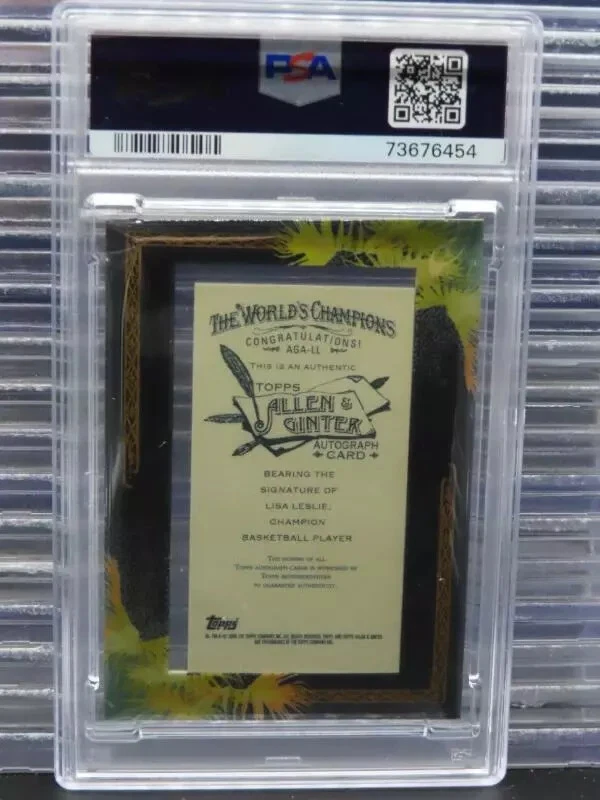 PSA
73676454
THE WORLD'S CHAMPIONS
CONGRATULATIONS!
AGA-LL
THIS IS AN AUTHENTIC
TOPPS
ALLEN &
GINTER
AUTOGRAPH
CARD
BEARING THE
SIGNATURE OF
LISA LESLIE,
CHAMPION
BASKETBALL PLAYER
THE SIGNING OF ALL
TOPPS AUTOGRAPH CARDS IS WITNESSED BY
TOPPS REPRESENTATIVES
TO GUARANTEE AUTHENTICITY.
Topps